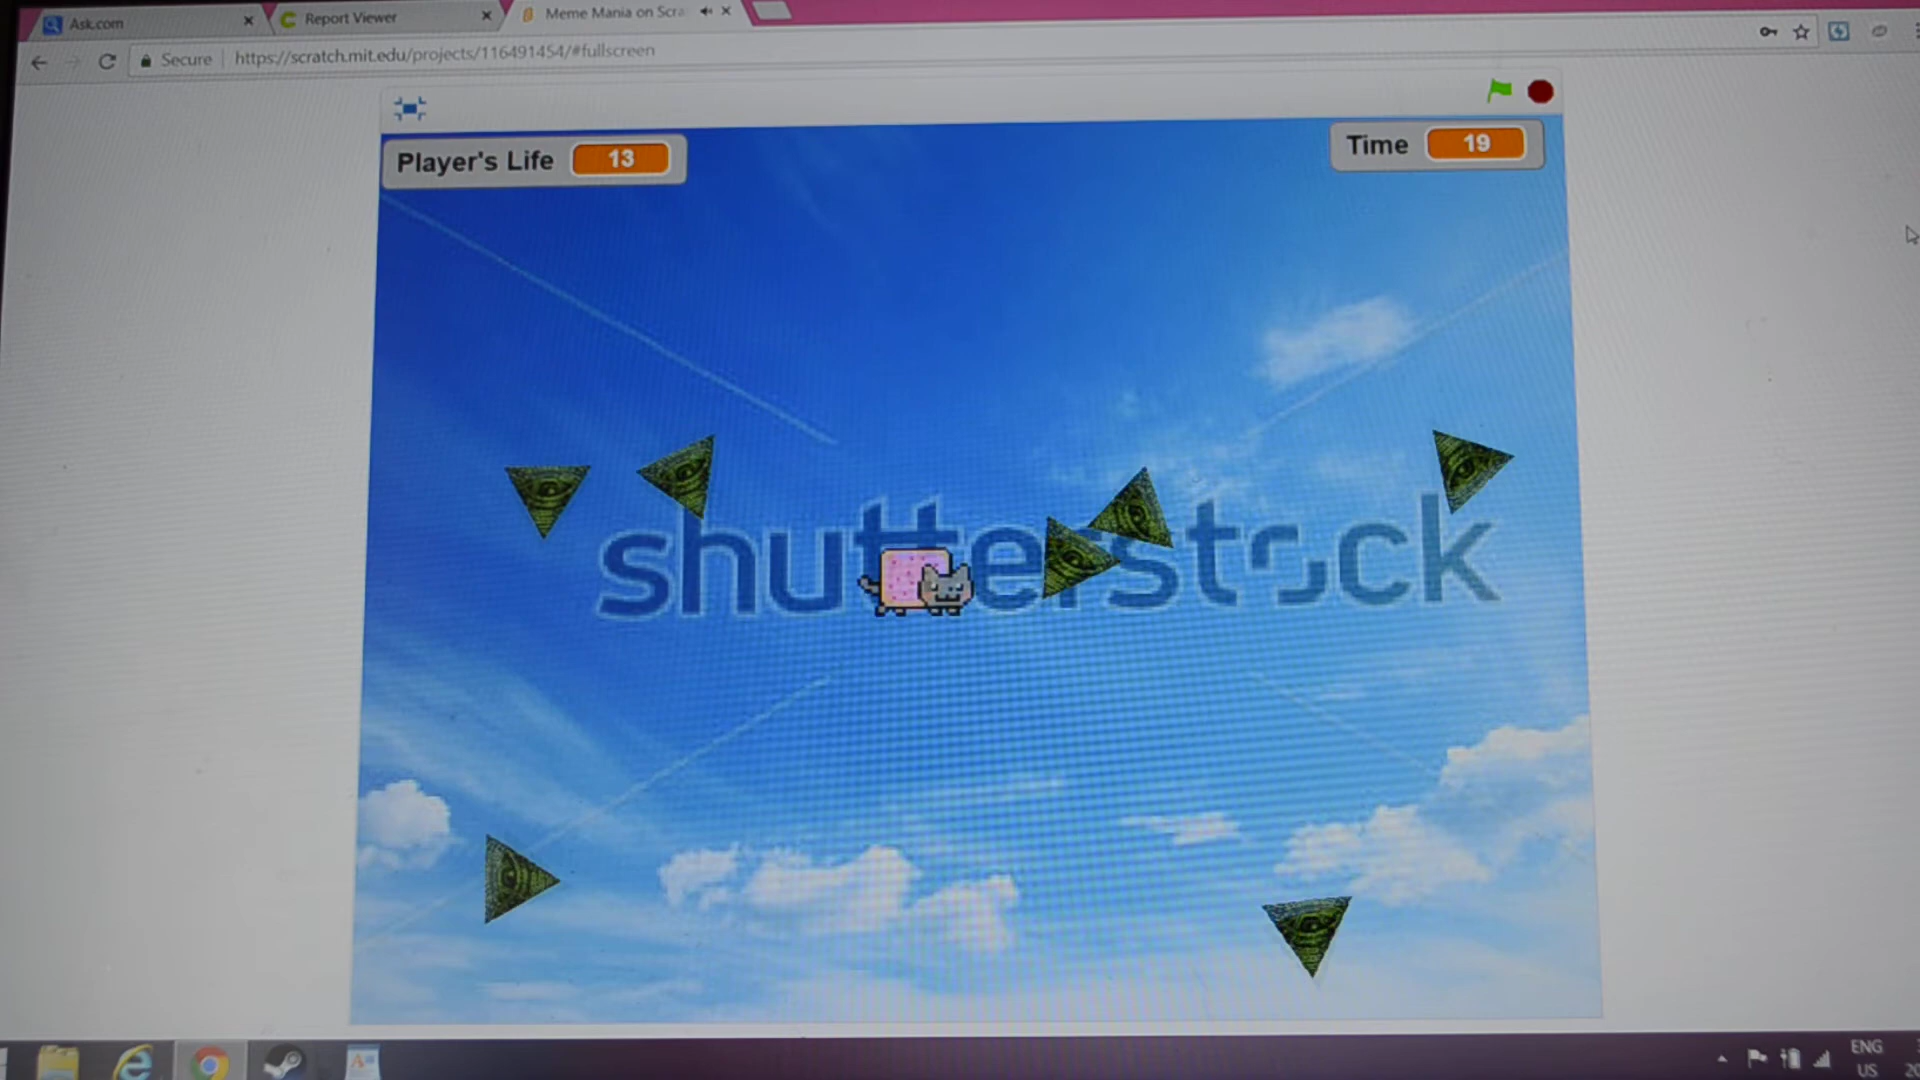 Ask.com
Report Viewer
Meme Mania on Scra
Secure
https://scratch.mit.edu/projects/116491454/#fullscreen
Player's Life 13
Time 19
shutterstock
ENG
US